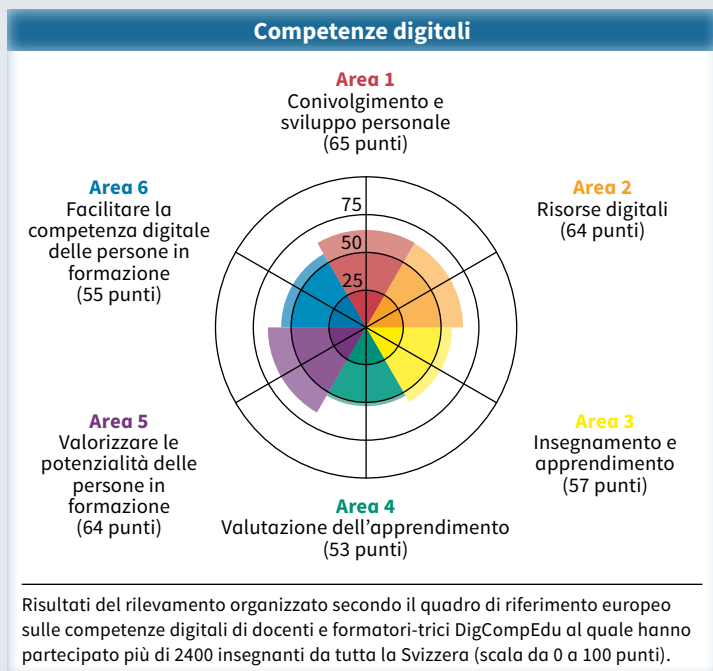 Competenze digitali
Area 1
Conivolgimento e
sviluppo personale
(65 punti)
Area 2
Risorse digitali
(64 punti)
Area 3
Insegnamento e
apprendimento
(57 punti)
Area 4
Valutazione dell’apprendimento
(53 punti)
Area 5
Valorizzare le
potenzialità delle
persone in
formazione
(64 punti)
Area 6
Facilitare la
competenza digitale
delle persone in
formazione
(55 punti)
75
50
25
Risultati del rilevamento organizzato secondo il quadro di riferimento europeo
sulle competenze digitali di docenti e formatori-trici DigCompEdu al quale hanno
partecipato più di 2400 insegnanti da tutta la Svizzera (scala da 0 a 100 punti).